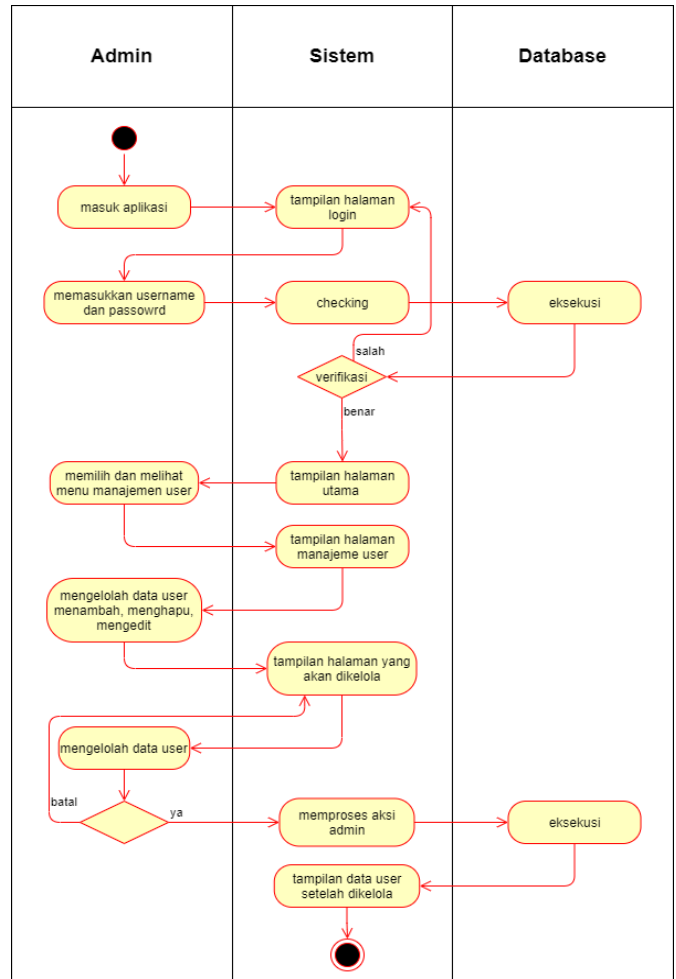 Admin
Sistem
Database
masuk aplikasi
tampilan halaman
login
memasukkan username
dan passowrd
checking
eksekusi
salah
verifikasi
benar
memilih dan melihat
menu manajemen user
tampilan halaman
utama
tampilan halaman
manajeme user
mengelolah data user
menambah, menghapu,
mengedit
tampilan halaman yang
akan dikelola
mengelolah data user
batal
ya
memproses aksi
admin
eksekusi
tampilan data user
setelah dikelola